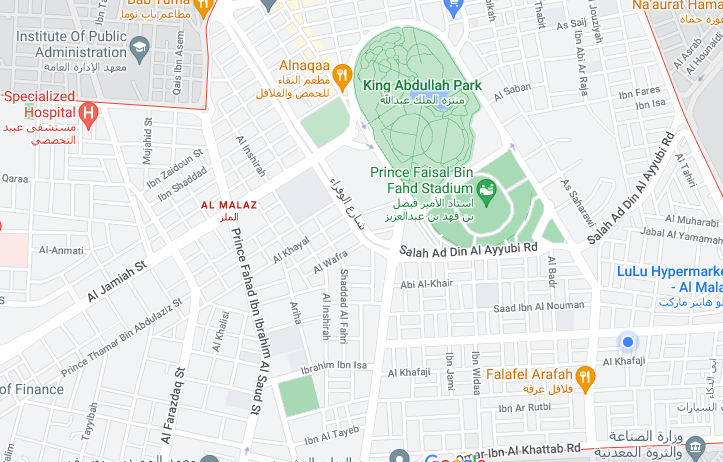 Bab Tuma
مطاعم باب توما
Institute Of Public
Administration
معهد الإدارة العامة
Qais Ibn Asem
Alnaqaa
مطعم النقاء
للحمص والفلافل
King Abdullah Park
منتزه الملك عبدالله
Thabit
As Saij
Jouziyah
Ibn Abi Ar Raja
Na'aurat Hama
Al Asrab
Al Hounaidi
Ibn Fares
Ibn Isa
Al Saban
Specialized
Hospital
مستشفى عبيد
التخصصي
Mujahid St
Qaraa
Ibn Zaidoun St
Ibn Shaddad
Al Inshirah
شارع الوفراء
Prince Faisal Bin
Fahd Stadium
استاد الأمير فيصل
بن فهد بن عبدالعزيز
As Saharawi
Salah Ad Din Al Ayyubi Rd
Al Tahiri
Al Muharabi
Jabal Al Yamamah
AL MALAZ
الملز
Al-Anmati
Al Jamiah St
Al Khayal
Al Wafra
Salah Ad Din Al Ayyubi Rd
Abi Al-Khair
Al Badr
Saad Ibn Al Nouman
LuLu Hypermarke
- Al Mala
Prince Fahad Ibn Ibrahim Al Saud St
Prince Thamar Bin Abdulaziz St
Al Khalisi
Ariha
Al Inshirah
Shaddad Al Fahri
Ibrahim Ibn Isa
Al Khafaji
Al Khafaji
Ibn Jami
Ibn Widaa
Falafel Arafah
فلافل عرفة
Ibn Ar Rutbi
السيارات
of Finance
Tayyibah
Al Farazdaq St
Ibn Al Tayeb
Omar Ibn Al Khattab Rd
وزارة الصناعة
والثروة المعدنية